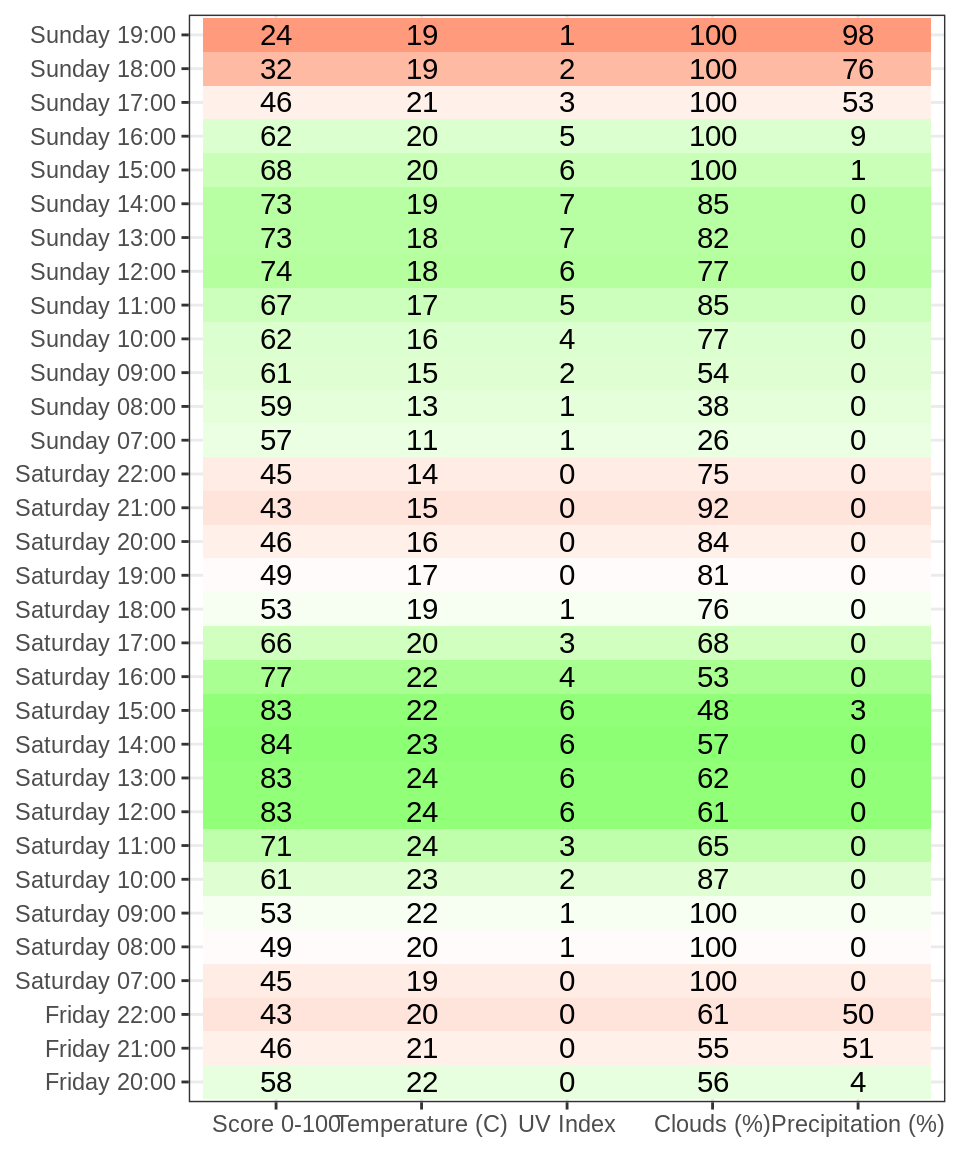 Sunday 19:00 24 19 1 100 98
Sunday 18:00 32 19 2 100 76
Sunday 17:00 46 21 3 100 53
Sunday 16:00 62 20 5 100 9
Sunday 15:00 68 20 6 100 1
Sunday 14:00 73 19 7 85 0
Sunday 13:00 73 18 7 82 0
Sunday 12:00 74 18 6 77 0
Sunday 11:00 67 17 5 85 0
Sunday 10:00 62 16 4 77 0
Sunday 09:00 61 15 2 54 0
Sunday 08:00 59 13 1 38 0
Sunday 07:00 57 11 1 26 0
Saturday 22:00 45 14 0 75 0
Saturday 21:00 43 15 0 92 0
Saturday 20:00 46 16 0 84 0
Saturday 19:00 49 17 0 81 0
Saturday 18:00 53 19 1 76 0
Saturday 17:00 66 20 3 68 0
Saturday 16:00 77 22 4 53 0
Saturday 15:00 83 22 6 48 3
Saturday 14:00 84 23 6 57 0
Saturday 13:00 83 24 6 62 0
Saturday 12:00 83 24 6 61 0
Saturday 11:00 71 24 3 65 0
Saturday 10:00 61 23 2 87 0
Saturday 09:00 53 22 1 100 0
Saturday 08:00 49 20 1 100 0
Saturday 07:00 45 19 0 100 0
Friday 22:00 43 20 0 61 50
Friday 21:00 46 21 0 55 51
Friday 20:00 58 22 0 56 4
Score 0-100 Temperature (C) UV Index Clouds (%) Precipitation (%)